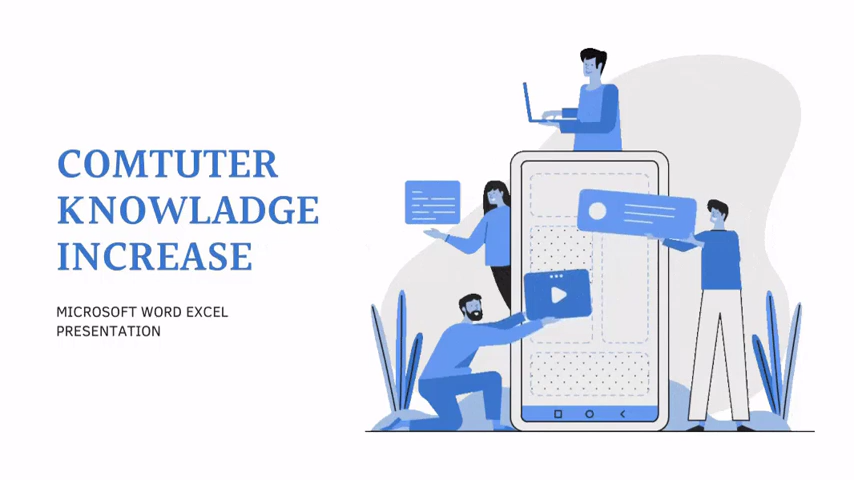 COMTUTER
KNOWLADGE
INCREASE
MICROSOFT WORD EXCEL
PRESENTATION